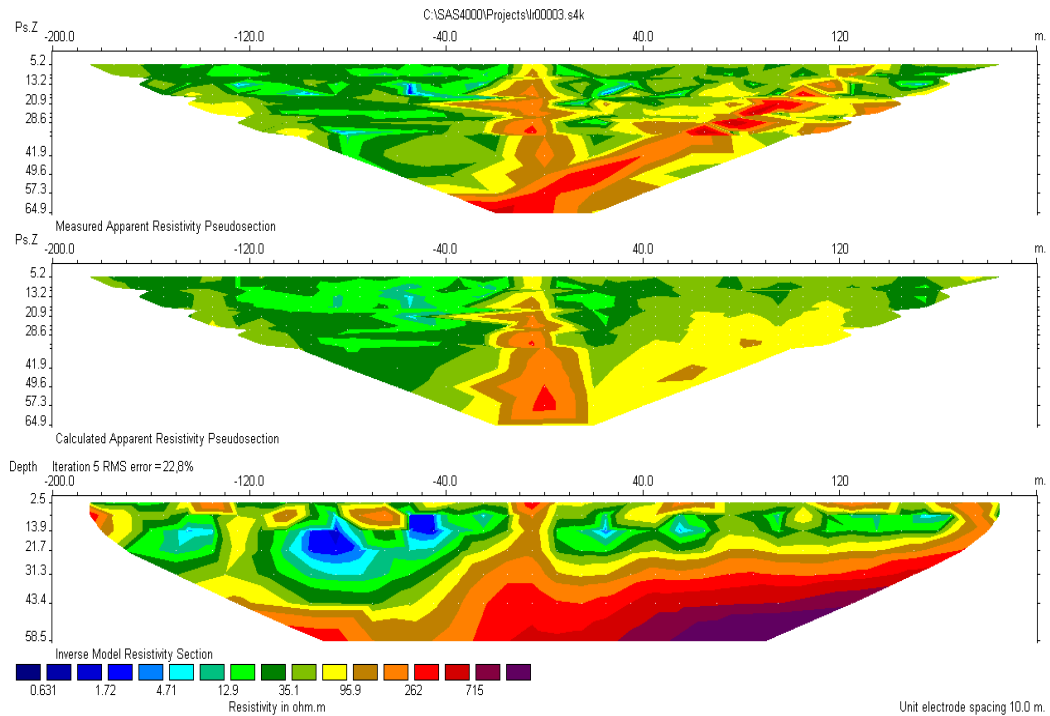 C:\SAS4000\Projects\lr00003.s4k
Ps.Z
-200.0 -120.0 -40.0 40.0 120 m.
5.2
13.2
20.9
28.6
41.9
49.6
57.3
64.9
Measured Apparent Resistivity Pseudosection
Ps.Z
-200.0 -120.0 -40.0 40.0 120 m.
5.2
13.2
20.9
28.6
41.9
49.6
57.3
64.9
Calculated Apparent Resistivity Pseudosection
Depth Iteration 5 RMS error = 22,8%
-200.0 -120.0 -40.0 40.0 120 m.
2.5
13.9
21.7
31.3
43.4
58.5
Inverse Model Resistivity Section
0.631 1.72 4.71 12.9 35.1 95.9 262 715
Resistivity in ohm.m
Unit electrode spacing 10.0 m.